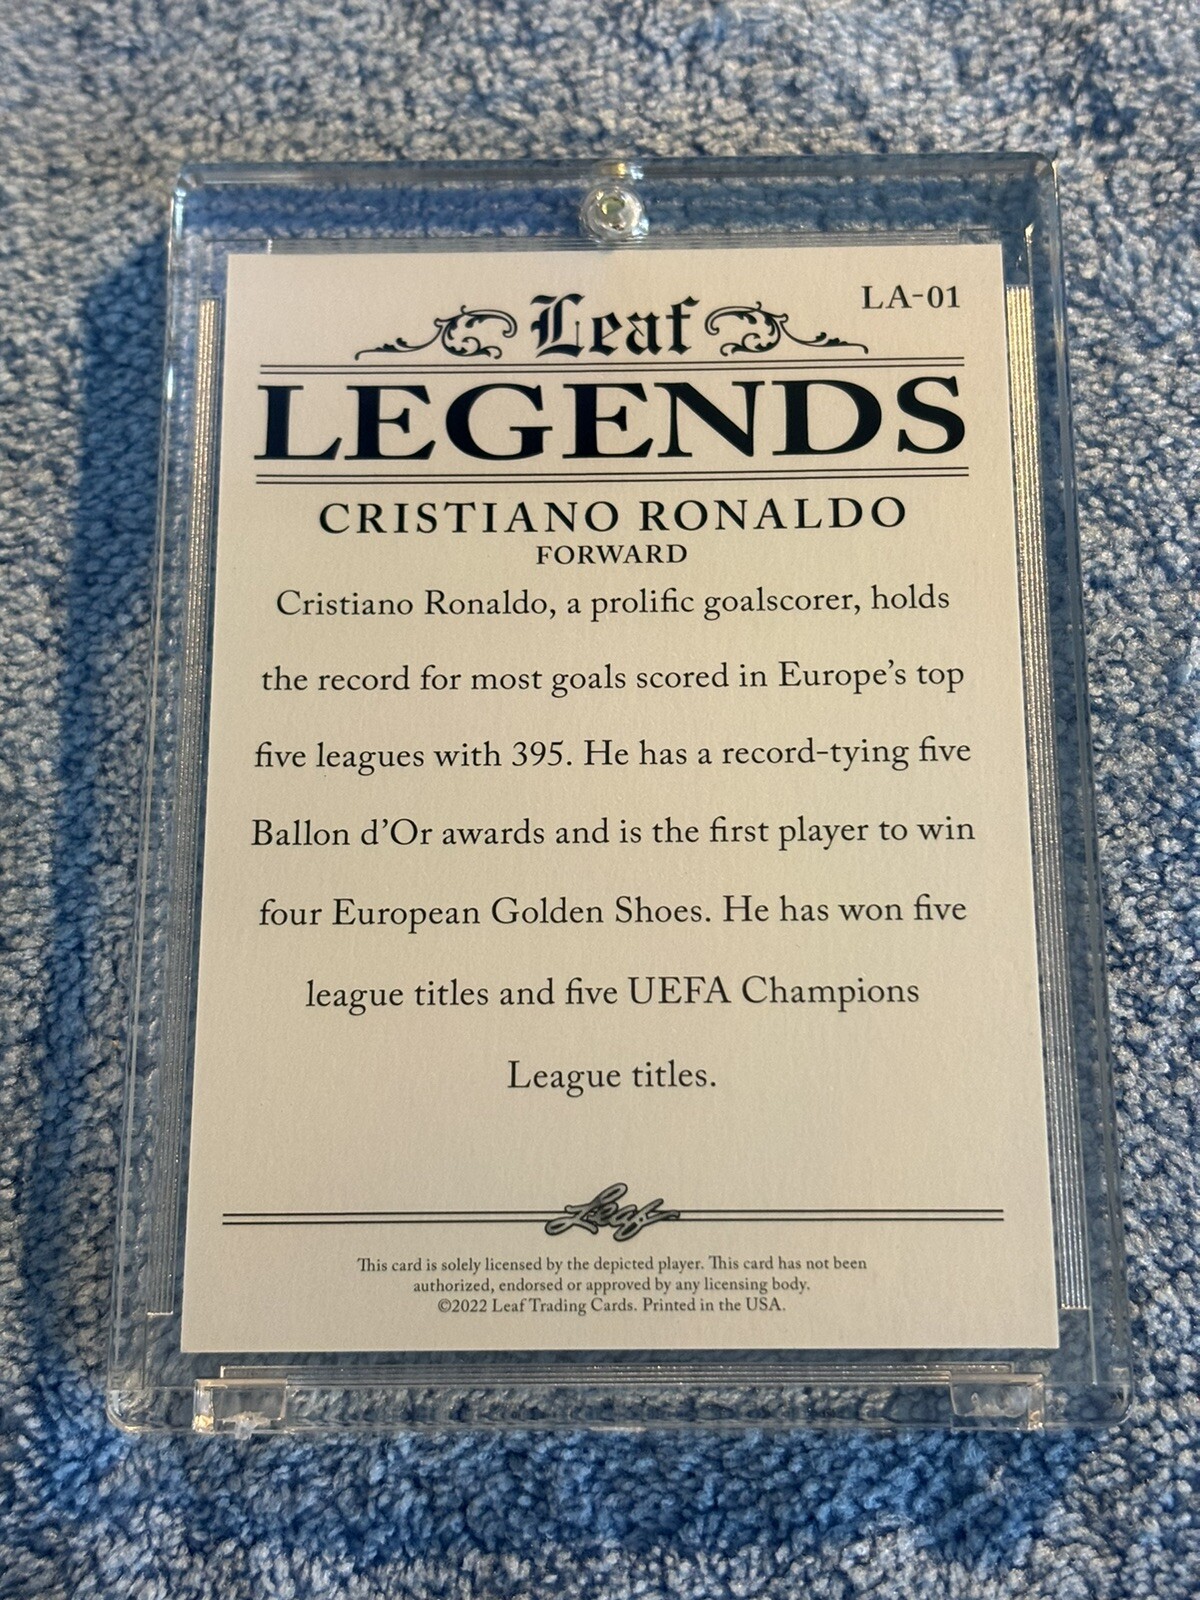 LA-01
Leaf
LEGENDS
CRISTIANO RONALDO
FORWARD
Cristiano Ronaldo, a prolific goalscorer, holds
the record for most goals scored in Europe's top
five leagues with 395. He has a record-tying five
Ballon d'Or awards and is the first player to win
four European Golden Shoes. He has won five
league titles and five UEFA Champions
League titles.
Leaf
This card is solely licensed by the depicted player. This card has not been
authorized, endorsed or approved by any licensing body.
©2022 Leaf Trading Cards. Printed in the USA.